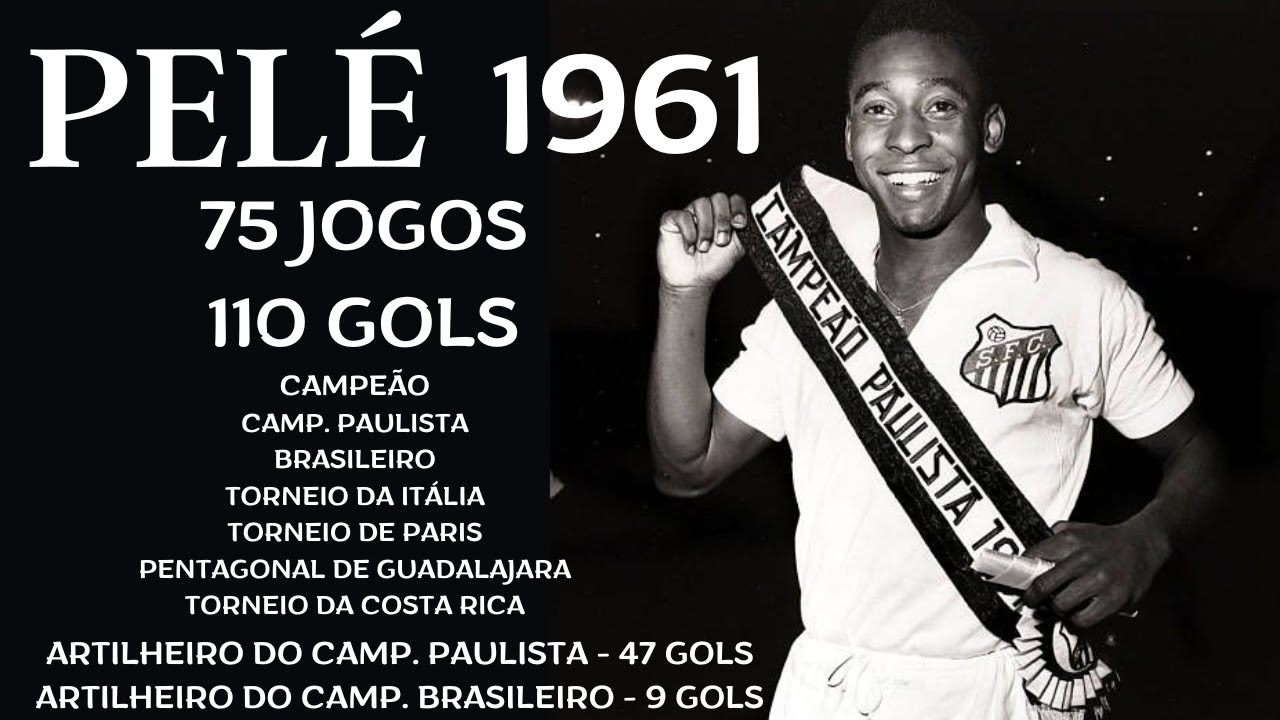 PELÉ 1961
75 JOGOS
110 GOLS
CAMPEÃO
CAMP. PAULISTA
BRASILEIRO
TORNEIO DA ITÁLIA
TORNEIO DE PARIS
PENTAGONAL DE GUADALAJARA
TORNEIO DA COSTA RICA
ARTILHEIRO DO CAMP. PAULISTA - 47 GOLS
ARTILHEIRO DO CAMP. BRASILEIRO - 9 GOLS
CAMPEÃO PAULISTA 19
S.F.C.